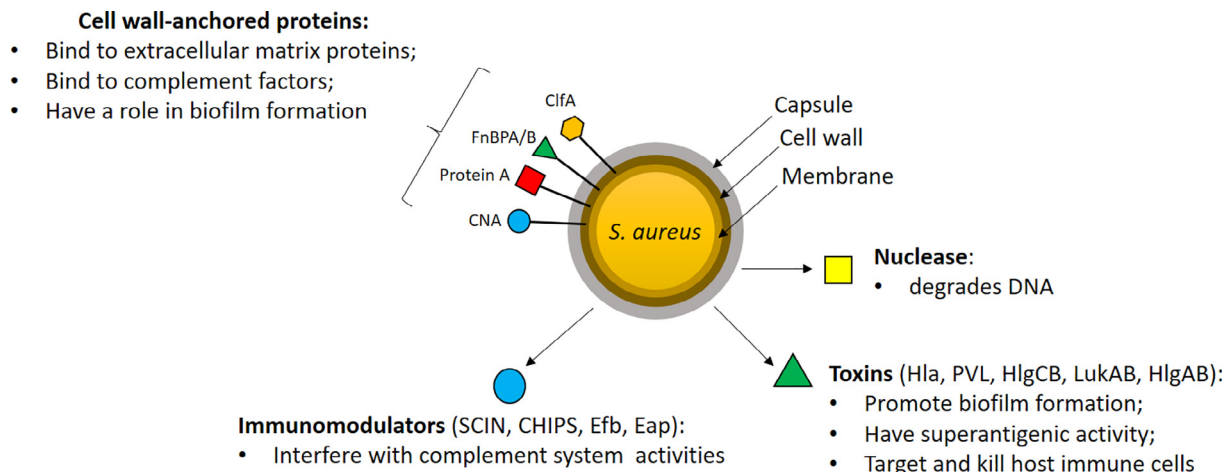 Cell wall-anchored proteins:
• Bind to extracellular matrix proteins;
• Bind to complement factors;
• Have a role in biofilm formation
ClfA
FnBPA/B
Protein A
CNA
Capsule
Cell wall
Membrane
S. aureus
Nuclease:
• degrades DNA
Immunomodulators (SCIN, CHIPS, Efb, Eap):
• Interfere with complement system activities
Toxins (Hla, PVL, HlgCB, LukAB, HlgAB):
• Promote biofilm formation;
• Have superantigenic activity;
• Target and kill host immune cells